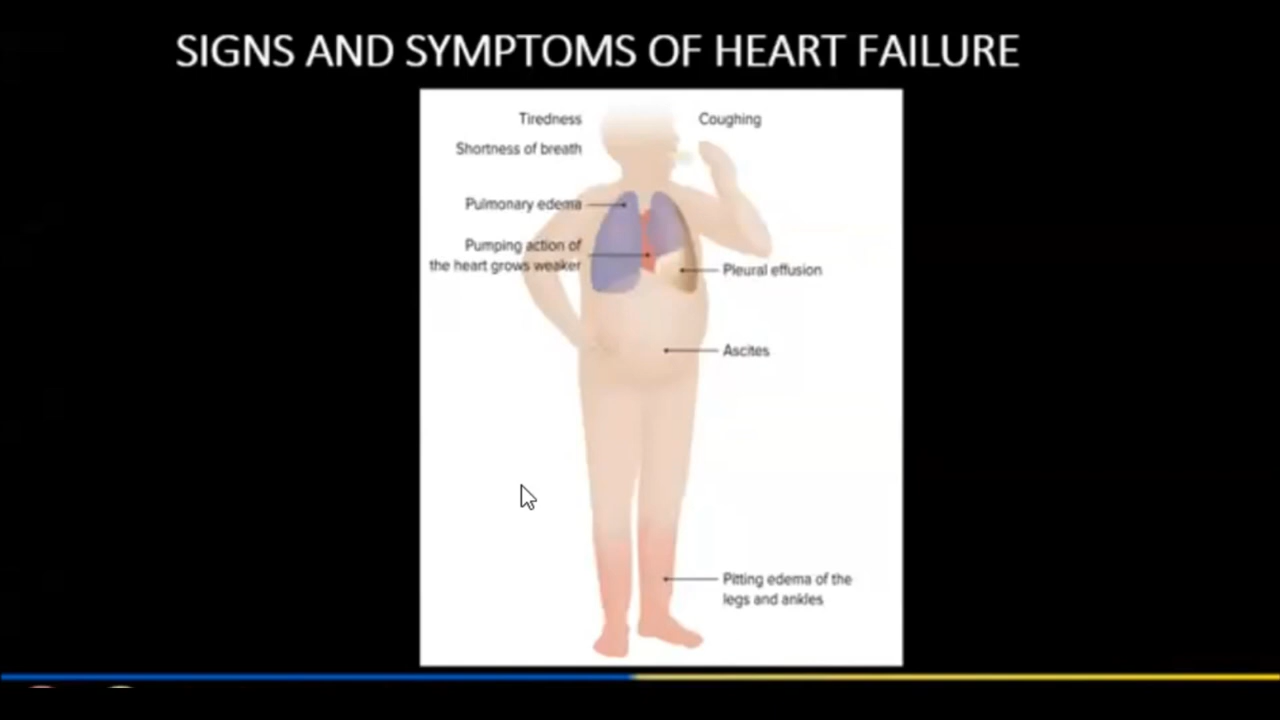 SIGNS AND SYMPTOMS OF HEART FAILURE
Tiredness
Coughing
Shortness of breath
Pulmonary edema
Pumping action of
the heart grows weaker
Pleural effusion
Ascites
Pitting edema of the
legs and ankles